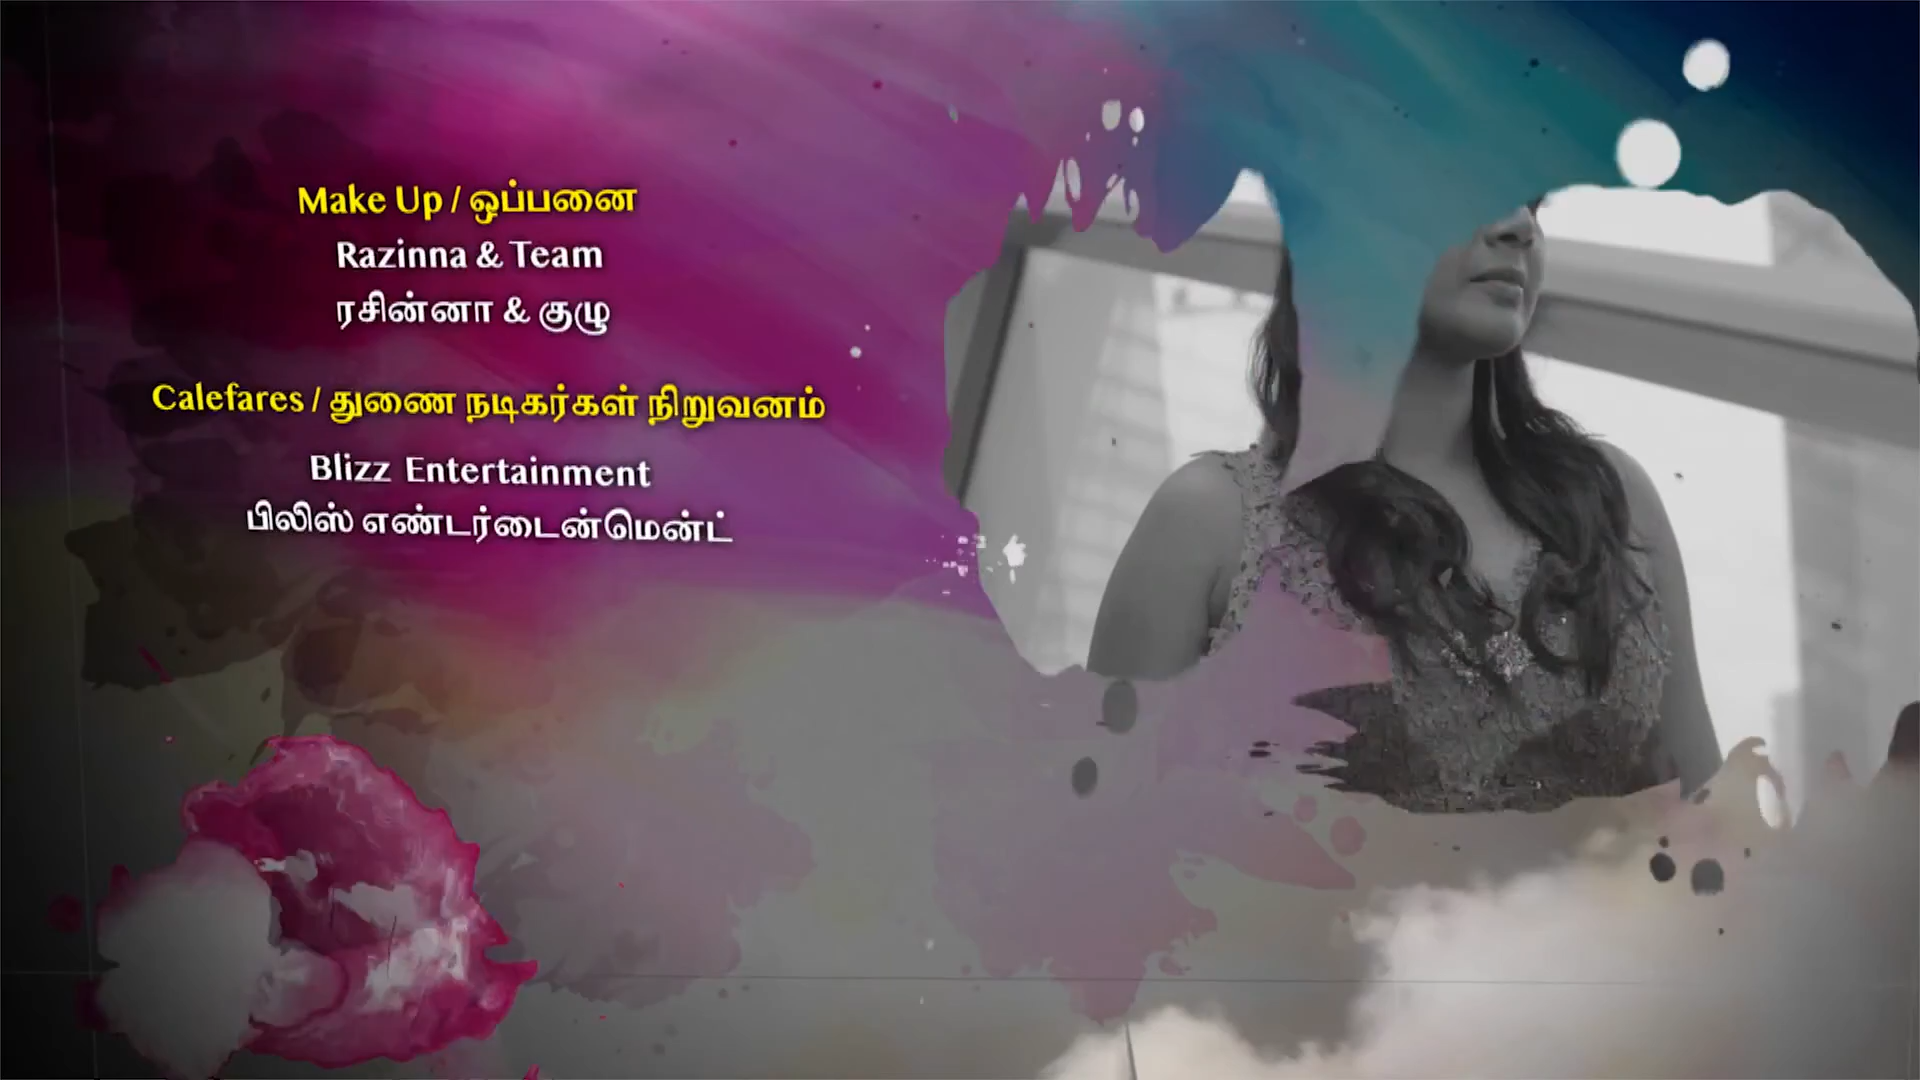 Make Up / ஒப்பனை
Razinna & Team
ரசின்னா & குழு
Calefares / துணை நடிகர்கள் நிறுவனம்
Blizz Entertainment
பிலிஸ் எண்டர்டைன்மென்ட்